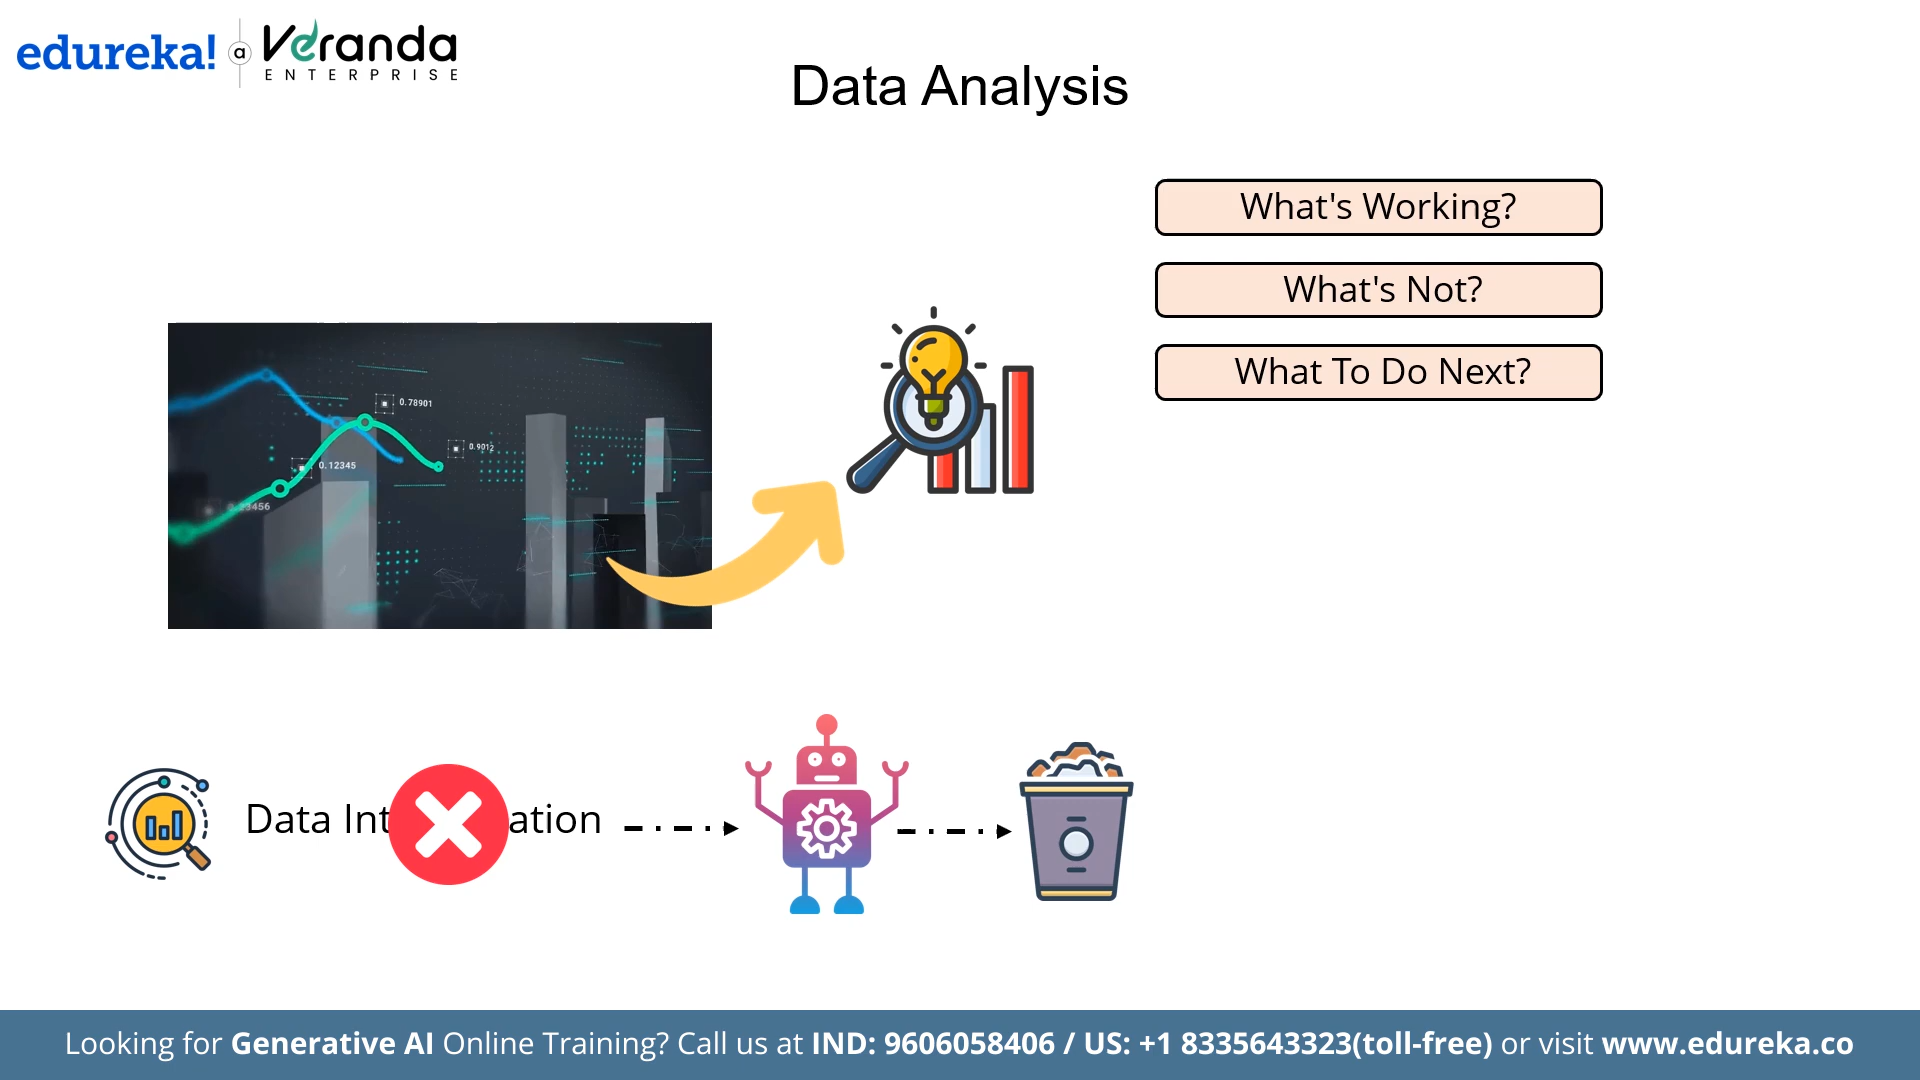 edureka!
a
Veranda
ENTERPRISE
Data Analysis
What's Working?
What's Not?
What To Do Next?
0.78901
0.9012
0.12345
0.23456
Data Int ation
Looking for Generative AI Online Training? Call us at IND: 9606058406 / US: +1 8335643323(toll-free) or visit www.edureka.co